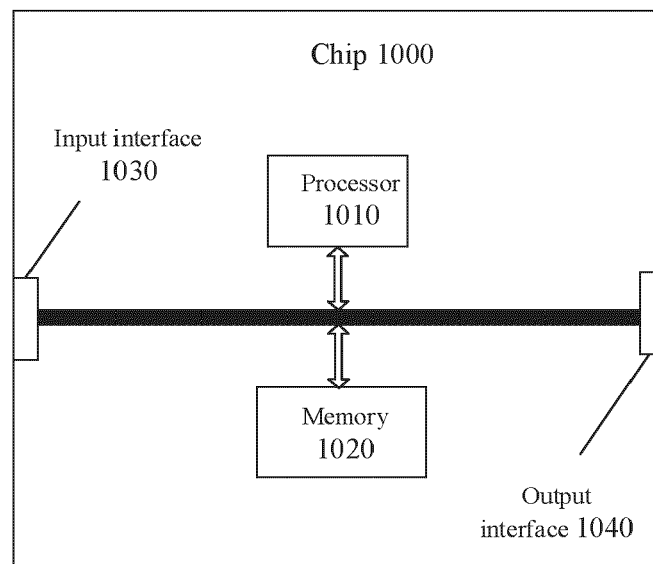 Chip 1000
Input interface
1030
Processor
1010
Memory
1020
Output
interface 1040